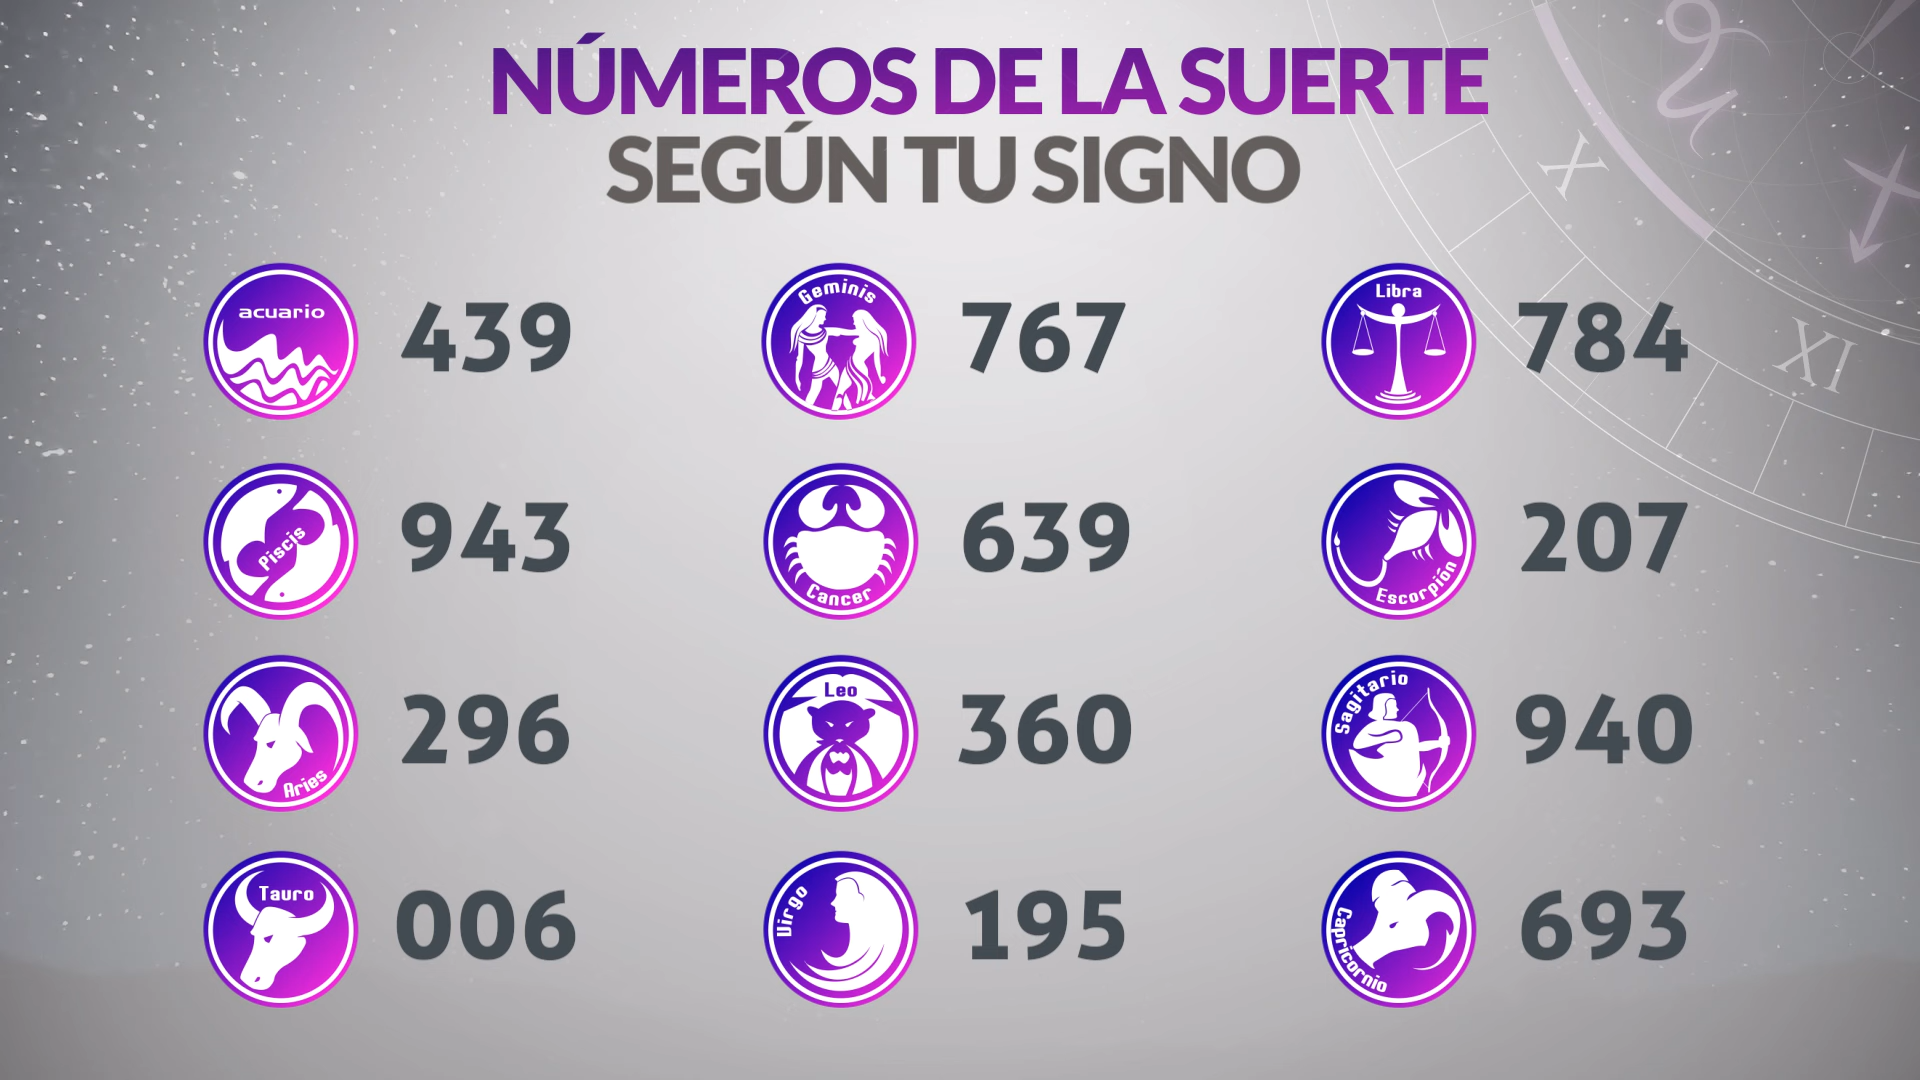 NÚMEROS DE LA SUERTE
SEGÚN TU SIGNO
acuario 439
Geminis 767
Libra 784
Piscis 943
Cancer 639
Escorpión 207
Aries 296
Leo 360
Sagitario 940
Tauro 006
Virgo 195
Capricornio 693
X
XI